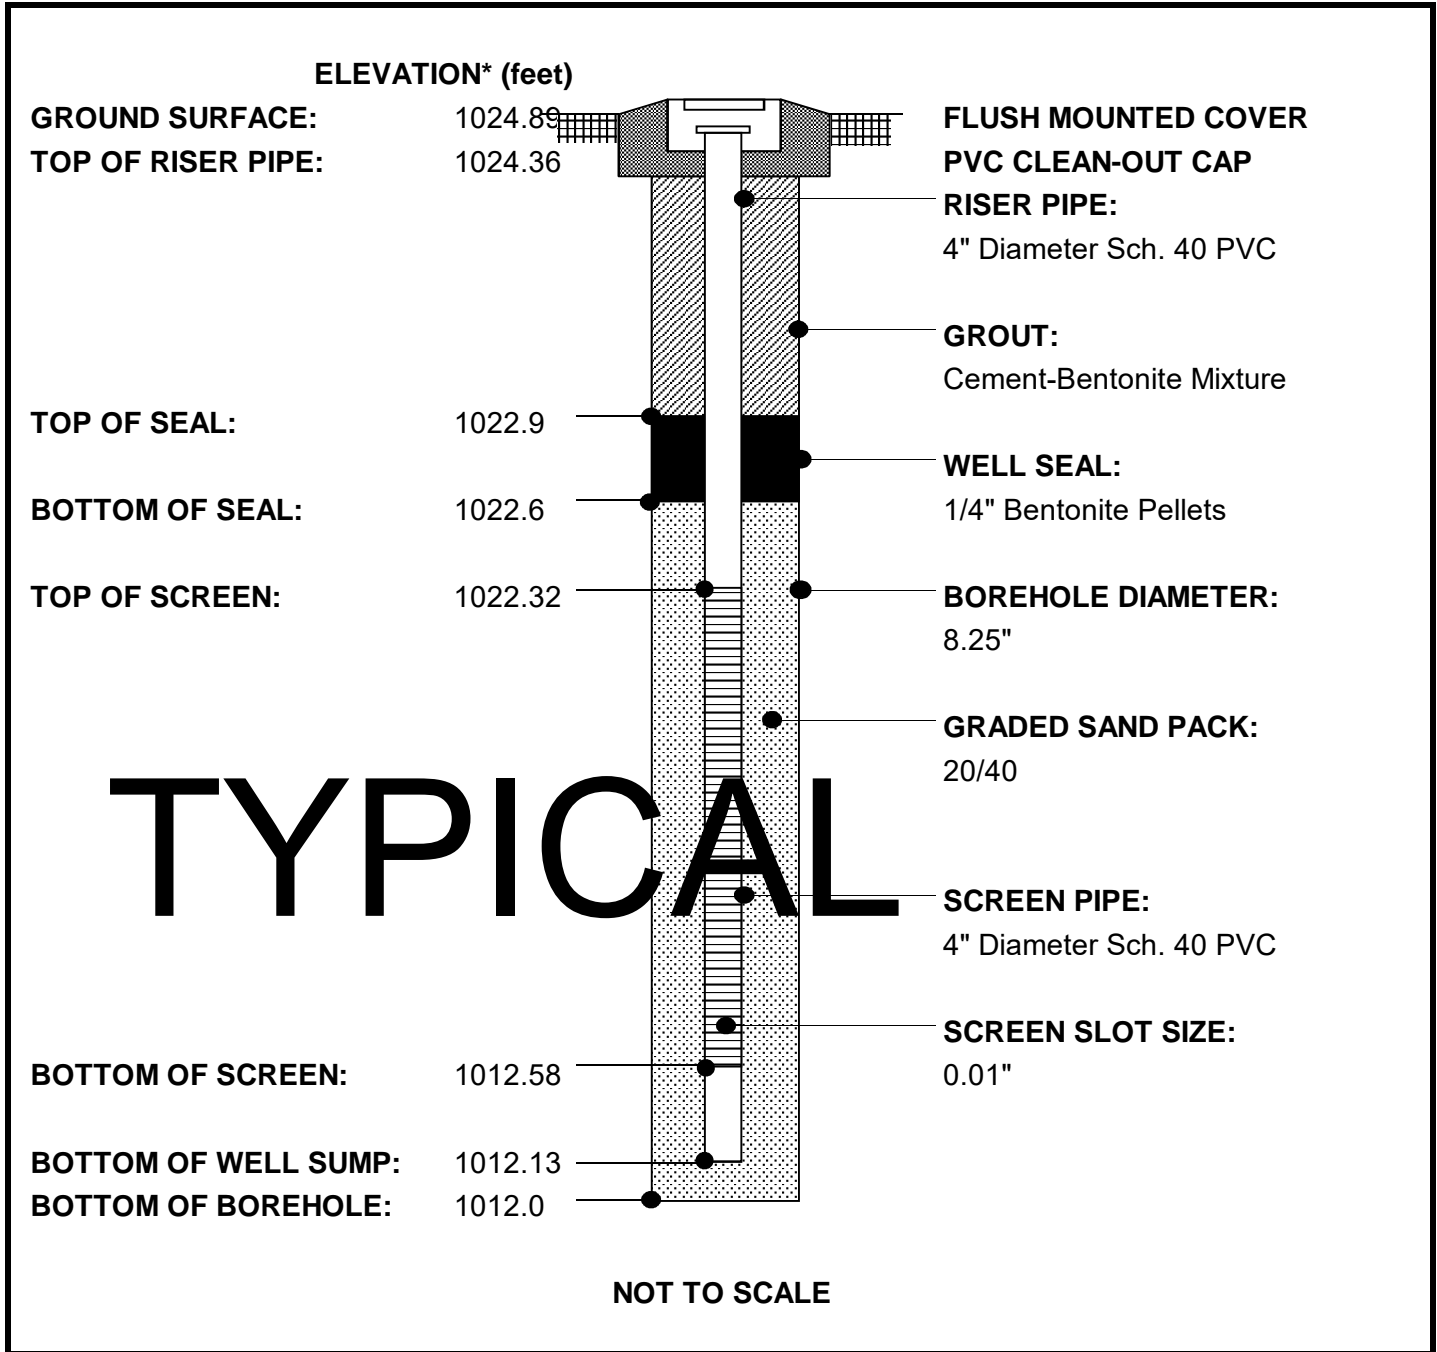 ELEVATION* (feet)
GROUND SURFACE: 1024.89 FLUSH MOUNTED COVER
TOP OF RISER PIPE: 1024.36 PVC CLEAN-OUT CAP
RISER PIPE:
4" Diameter Sch. 40 PVC
GROUT:
Cement-Bentonite Mixture
TOP OF SEAL: 1022.9
WELL SEAL:
BOTTOM OF SEAL: 1022.6 1/4" Bentonite Pellets
TOP OF SCREEN: 1022.32 BOREHOLE DIAMETER:
8.25"
GRADED SAND PACK:
20/40
TYPICAL
SCREEN PIPE:
4" Diameter Sch. 40 PVC
SCREEN SLOT SIZE:
BOTTOM OF SCREEN: 1012.58 0.01"
BOTTOM OF WELL SUMP: 1012.13
BOTTOM OF BOREHOLE: 1012.0
NOT TO SCALE